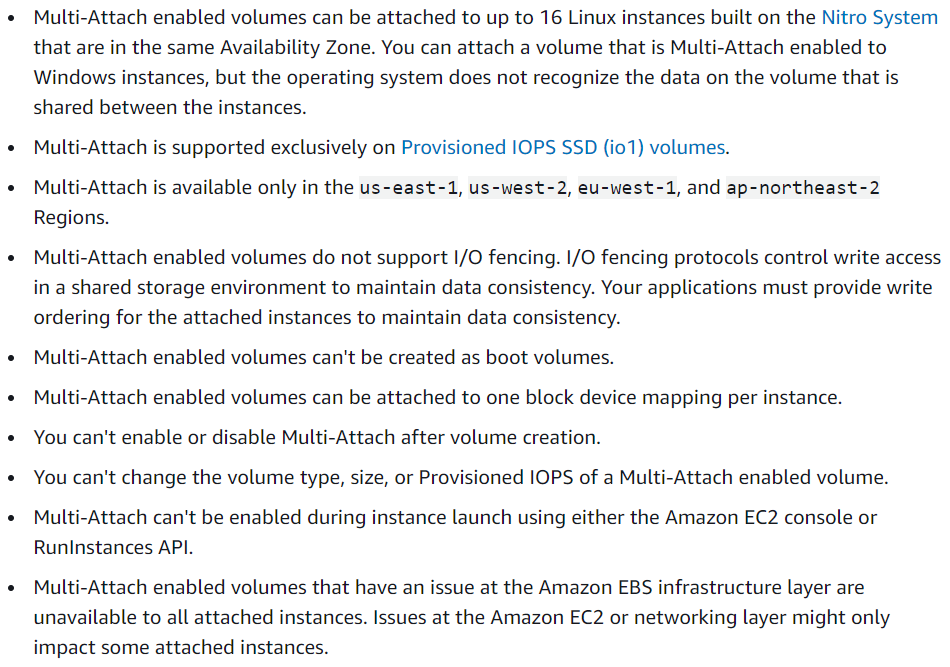 • Multi-Attach enabled volumes can be attached to up to 16 Linux instances built on the Nitro System
that are in the same Availability Zone. You can attach a volume that is Multi-Attach enabled to
Windows instances, but the operating system does not recognize the data on the volume that is
shared between the instances.
• Multi-Attach is supported exclusively on Provisioned IOPS SSD (io1) volumes.
• Multi-Attach is available only in the us-east-1, us-west-2, eu-west-1, and ap-northeast-2
Regions.
• Multi-Attach enabled volumes do not support I/O fencing. I/O fencing protocols control write access
in a shared storage environment to maintain data consistency. Your applications must provide write
ordering for the attached instances to maintain data consistency.
• Multi-Attach enabled volumes can't be created as boot volumes.
• Multi-Attach enabled volumes can be attached to one block device mapping per instance.
• You can't enable or disable Multi-Attach after volume creation.
• You can't change the volume type, size, or Provisioned IOPS of a Multi-Attach enabled volume.
• Multi-Attach can't be enabled during instance launch using either the Amazon EC2 console or
RunInstances API.
• Multi-Attach enabled volumes that have an issue at the Amazon EBS infrastructure layer are
unavailable to all attached instances. Issues at the Amazon EC2 or networking layer might only
impact some attached instances.